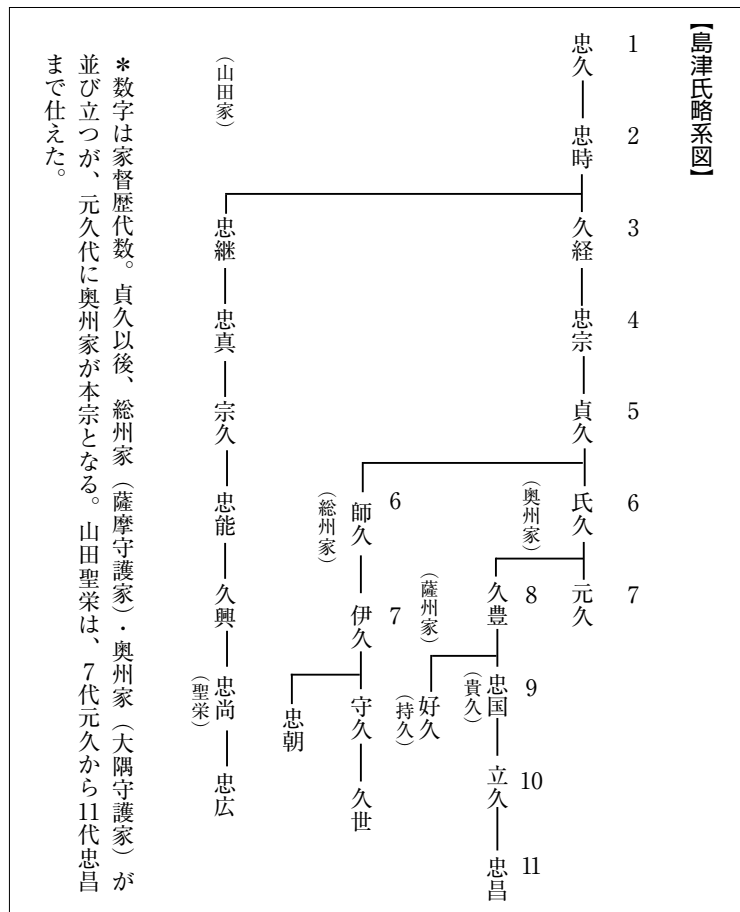 【島津氏略系図】
1 忠久
2 忠時
3 久経
4 忠宗
5 貞久
6 氏久
（奥州家）
7 元久
8 久豊
9 忠国
（貴久）
10 立久
11 忠昌
（薩州家）
好久
（持久）
6 師久
（総州家）
7 伊久
守久
久世
忠朝
（山田家）
忠継
忠真
宗久
忠能
久興
忠尚
（聖栄）
忠広
＊数字は家督歴代数。貞久以後、総州家（薩摩守護家）・奥州家（大隅守護家）が
並び立つが、元久代に奥州家が本宗となる。山田聖栄は、7代元久から11代忠昌
まで仕えた。